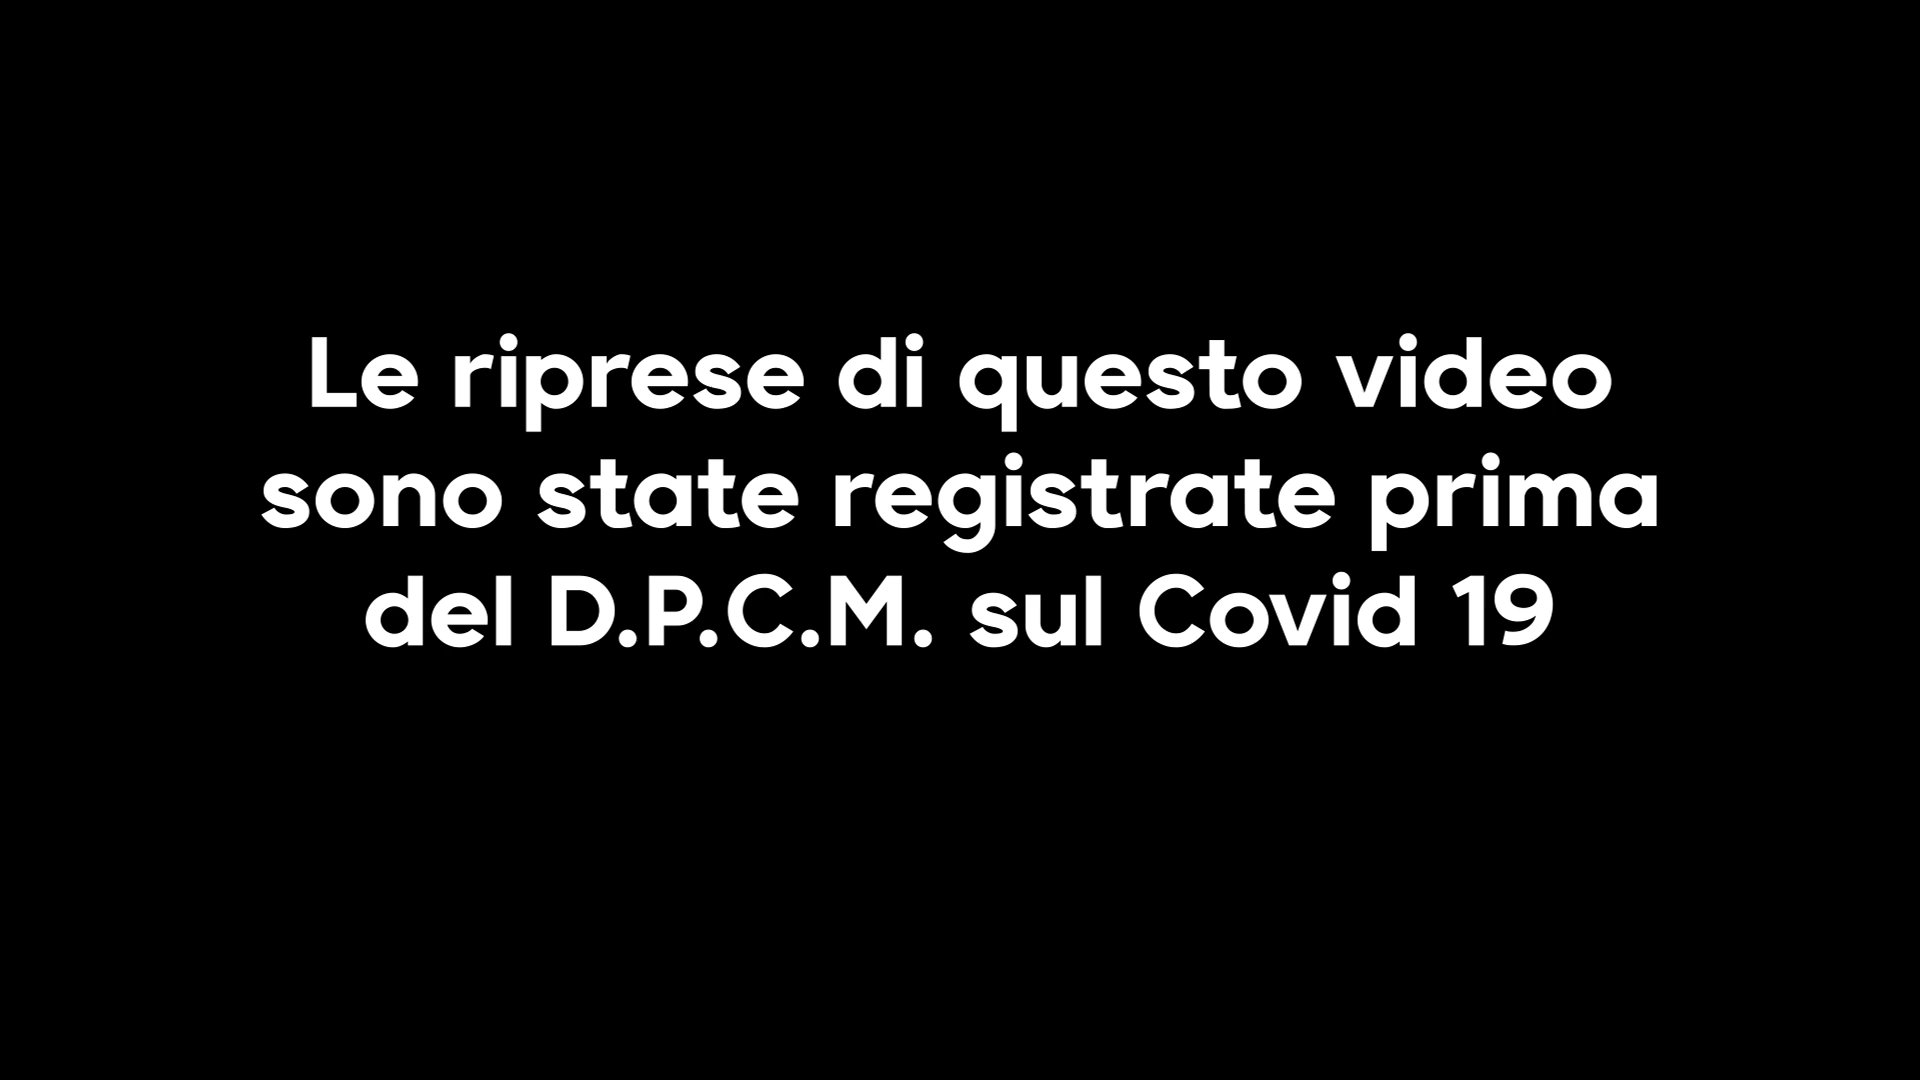 Le riprese di questo video
sono state registrate prima
del D.P.C.M. sul Covid 19